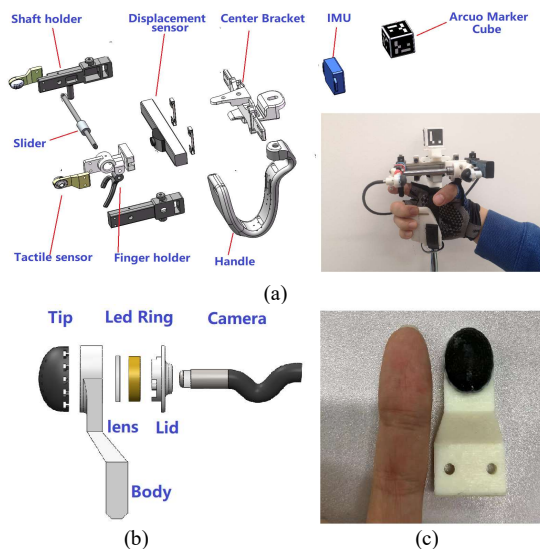 Shaft holder
Displacement
sensor
Center Bracket
IMU
Arcuo Marker
Cube
Slider
Tactile sensor
Finger holder
Handle
(a)
Tip
Led Ring
Camera
lens
Lid
Body
(b)
(c)